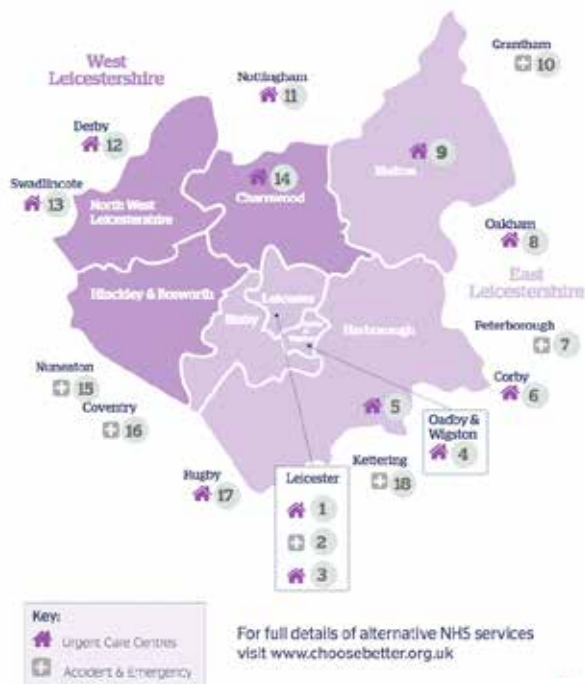 West
Leicestershire
Grantham
10
Nottingham
11
Derby
12
9
Melton
Swadlincote
13
14
Charnwood
North West
Leicestershire
Oakham
8
East
Leicestershire
Hinckley & Bosworth
Leicester
Blaby
Harborough
Peterborough
7
Nuneaston
15
Corby
6
Coventry
16
5
Oadby &
Wigston
4
Kettering
18
Rugby
17
Leicester
1
2
3
Key:
Urgent Care Centres
Accident & Emergency
For full details of alternative NHS services
visit www.choosebetter.org.uk